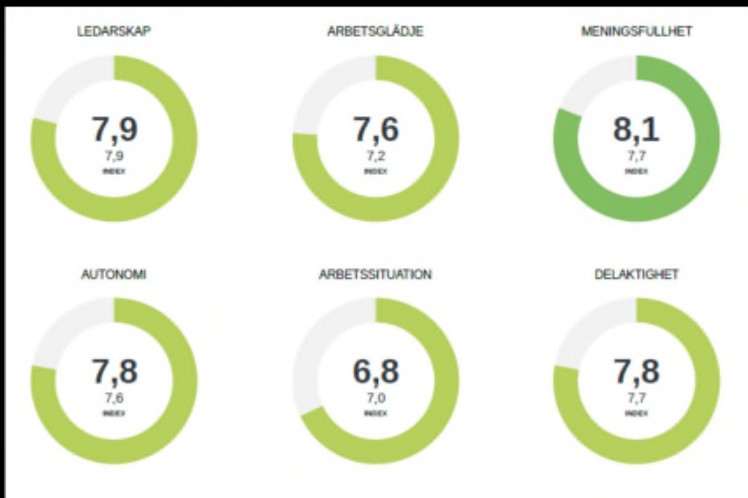 LEDARSKAP
ARBETSGLÄDJE
MENINGSFULLHET
7,9
7,9
INDEX
7,6
7,2
INDEX
8,1
7,7
INDEX
AUTONOMI
ARBETSSITUATION
DELAKTIGHET
7,8
7,6
INDEX
6,8
7,0
INDEX
7,8
7,7
INDEX